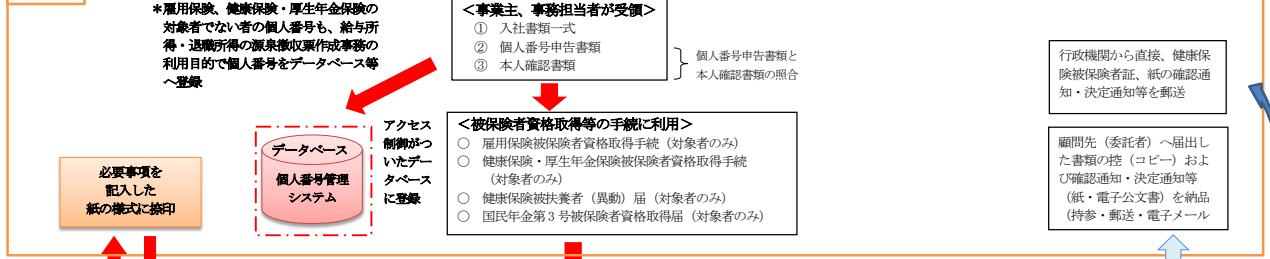 ＊雇用保険、健康保険・厚生年金保険の
対象者でない者の個人番号も、給与所
得・退職所得の源泉徴収票作成事務の
利用目的で個人番号をデータベース等
へ登録
＜事業主、事務担当者が受領＞
①　入社書類一式
②　個人番号申告書類
③　本人確認書類
個人番号申告書類と
本人確認書類の照合
行政機関から直接、健康保
険被保険者証、紙の確認通
知・決定通知等を郵送
データベース
個人番号管理
システム
アクセス
制御がつ
いたデー
タベース
に登録
＜被保険者資格取得等の手続に利用＞
○　雇用保険被保険者資格取得手続（対象者のみ）
○　健康保険・厚生年金保険被保険者資格取得手続
（対象者のみ）
○　健康保険被扶養者（異動）届（対象者のみ）
○　国民年金第３号被保険者資格取得届（対象者のみ）
必要事項を
記入した
紙の様式に捺印
顧問先（委託者）へ届出し
た書類の控（コピー）およ
び確認通知・決定通知等
（紙・電子公文書）を納品
（持参・郵送・電子メール